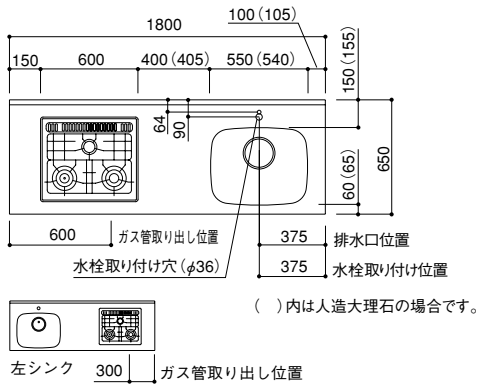 100(105)
1800
150 600 400(405) 550(540)
150(155)
64
90
60(65)
650
600 ガス管取り出し位置
375 排水口位置
水栓取り付け穴(φ36) 375 水栓取り付け位置
(　)内は人造大理石の場合です。
左シンク 300 ガス管取り出し位置